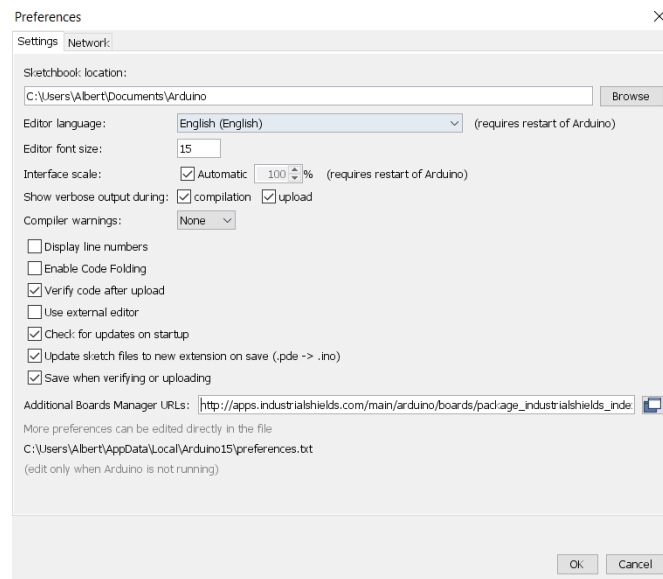 Preferences
Settings Network
Sketchbook location:
C:\Users\Albert\Documents\Arduino Browse
Editor language: English (English) (requires restart of Arduino)
Editor font size: 15
Interface scale: Automatic 100 % (requires restart of Arduino)
Show verbose output during: compilation upload
Compiler warnings: None
Display line numbers
Enable Code Folding
Verify code after upload
Use external editor
Check for updates on startup
Update sketch files to new extension on save (.pde -> .ino)
Save when verifying or uploading
Additional Boards Manager URLs: http://apps.industrialshields.com/main/arduino/boards/package_industrialshields_inde
More preferences can be edited directly in the file
C:\Users\Albert\AppData\Local\Arduino15\preferences.txt
(edit only when Arduino is not running)
OK Cancel